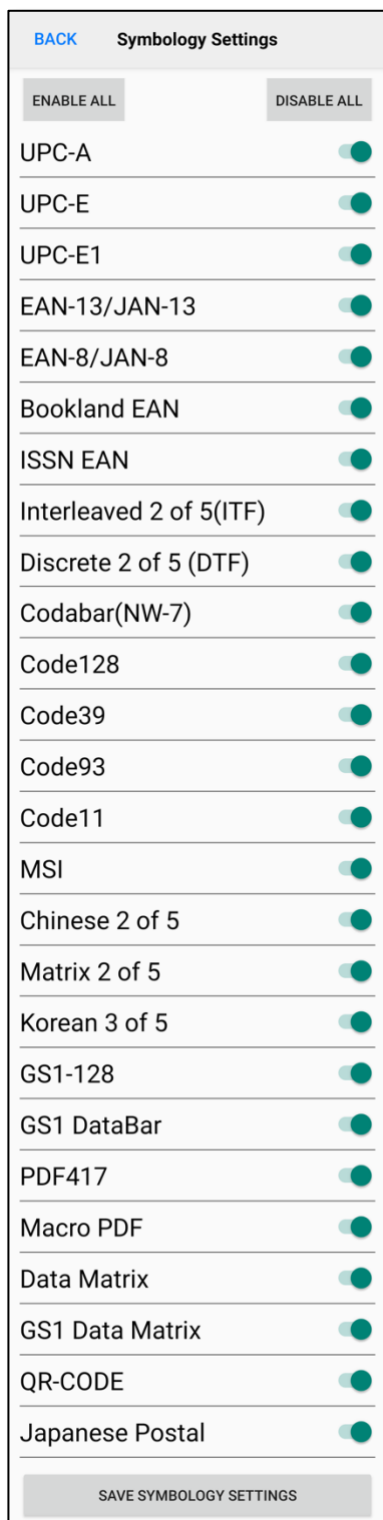 BACK Symbology Settings
ENABLE ALL DISABLE ALL
UPC-A
UPC-E
UPC-E1
EAN-13/JAN-13
EAN-8/JAN-8
Bookland EAN
ISSN EAN
Interleaved 2 of 5(ITF)
Discrete 2 of 5 (DTF)
Codabar(NW-7)
Code128
Code39
Code93
Code11
MSI
Chinese 2 of 5
Matrix 2 of 5
Korean 3 of 5
GS1-128
GS1 DataBar
PDF417
Macro PDF
Data Matrix
GS1 Data Matrix
QR-CODE
Japanese Postal
SAVE SYMBOLOGY SETTINGS